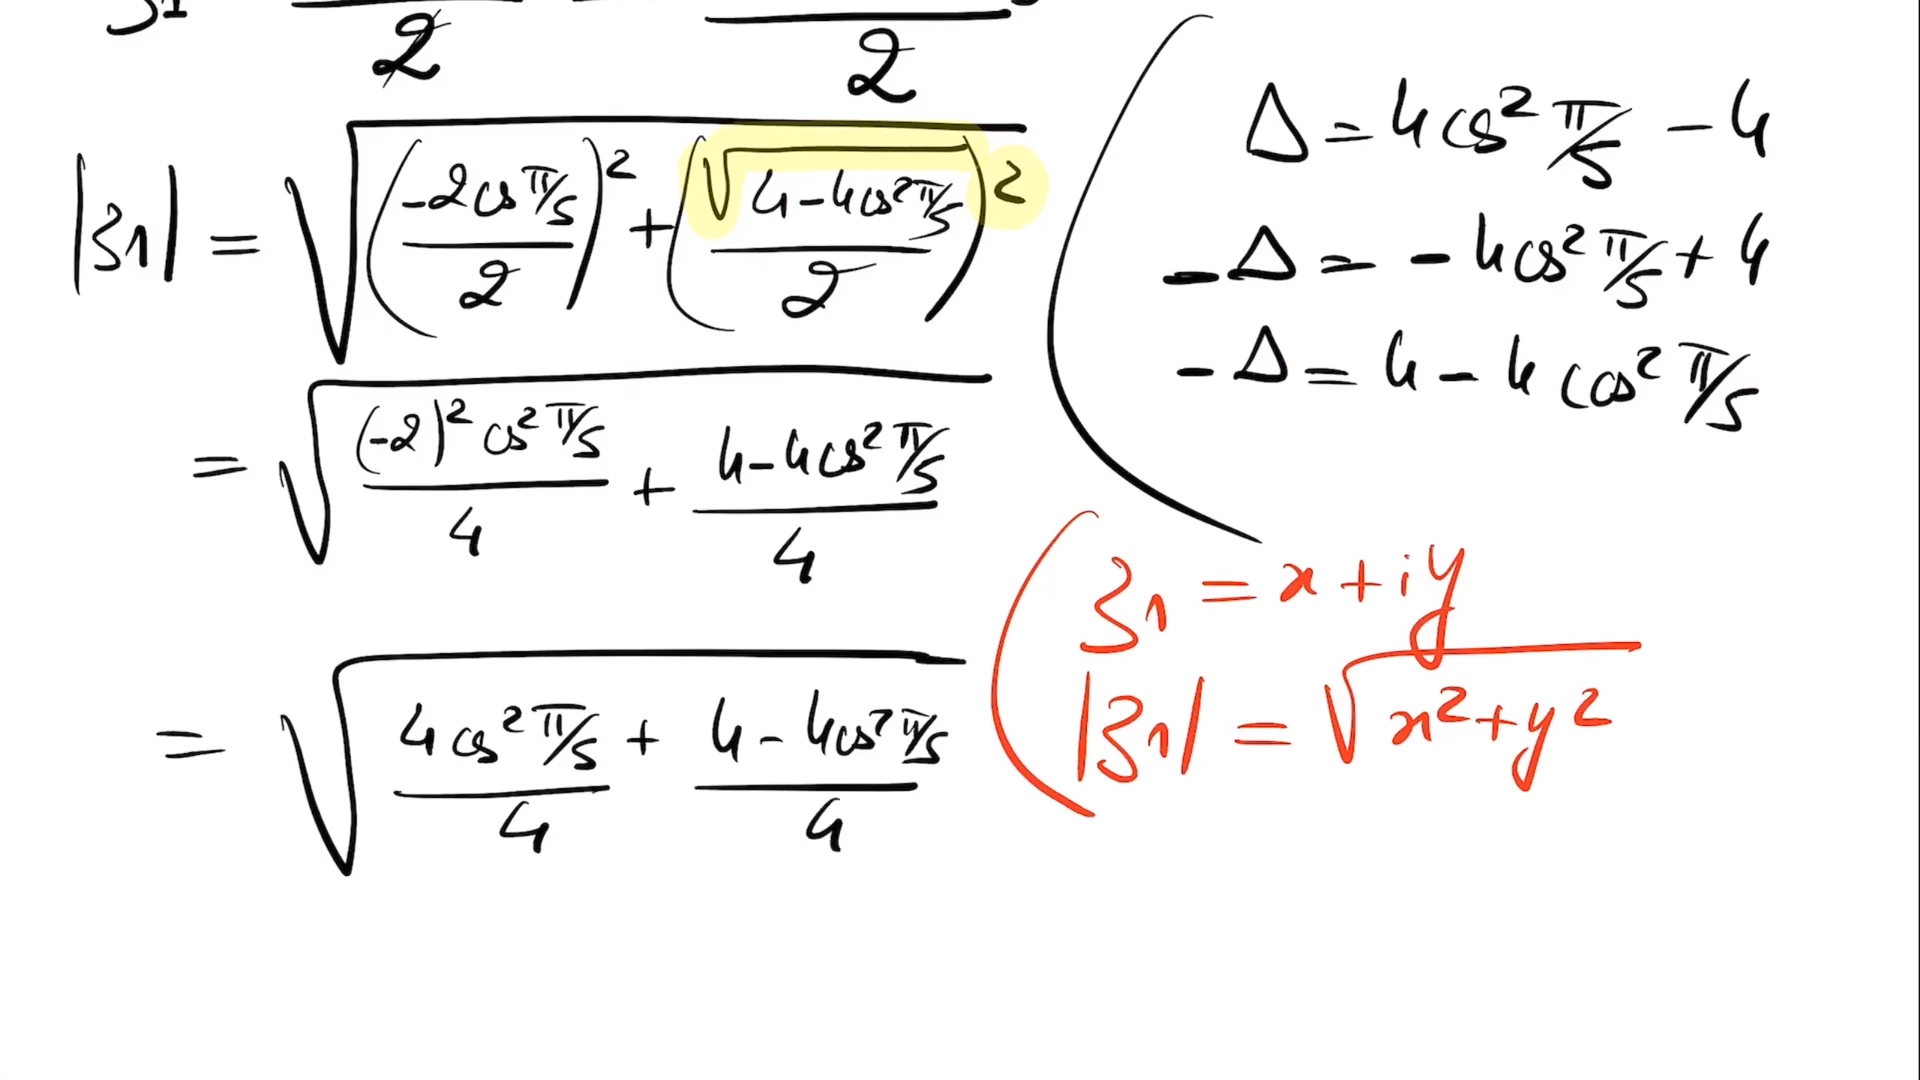 2 2
|z1| = √((-2cos π/5 / 2)² + (√(4-4cos² π/5) / 2)²)
= √((-2)² cos² π/5 / 4 + (4-4cos² π/5) / 4)
= √(4cos² π/5 / 4 + (4-4cos² π/5) / 4)
Δ = 4cos² π/5 - 4
-Δ = -4cos² π/5 + 4
-Δ = 4 - 4cos² π/5
z1 = x + iy
|z1| = √(x² + y²)